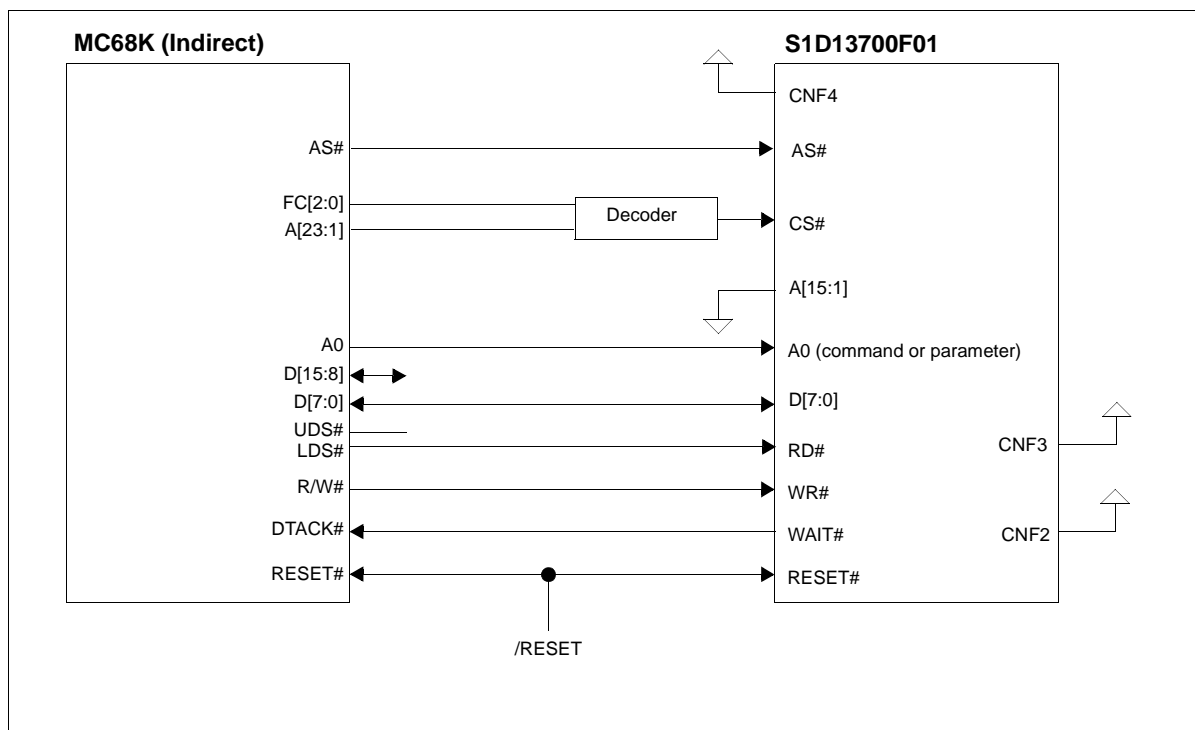 MC68K (Indirect)
S1D13700F01
CNF4
AS#
AS#
FC[2:0]
A[23:1]
Decoder
CS#
A[15:1]
A0
A0 (command or parameter)
D[15:8]
D[7:0]
D[7:0]
UDS#
LDS#
RD#
CNF3
R/W#
WR#
DTACK#
WAIT#
CNF2
RESET#
RESET#
/RESET